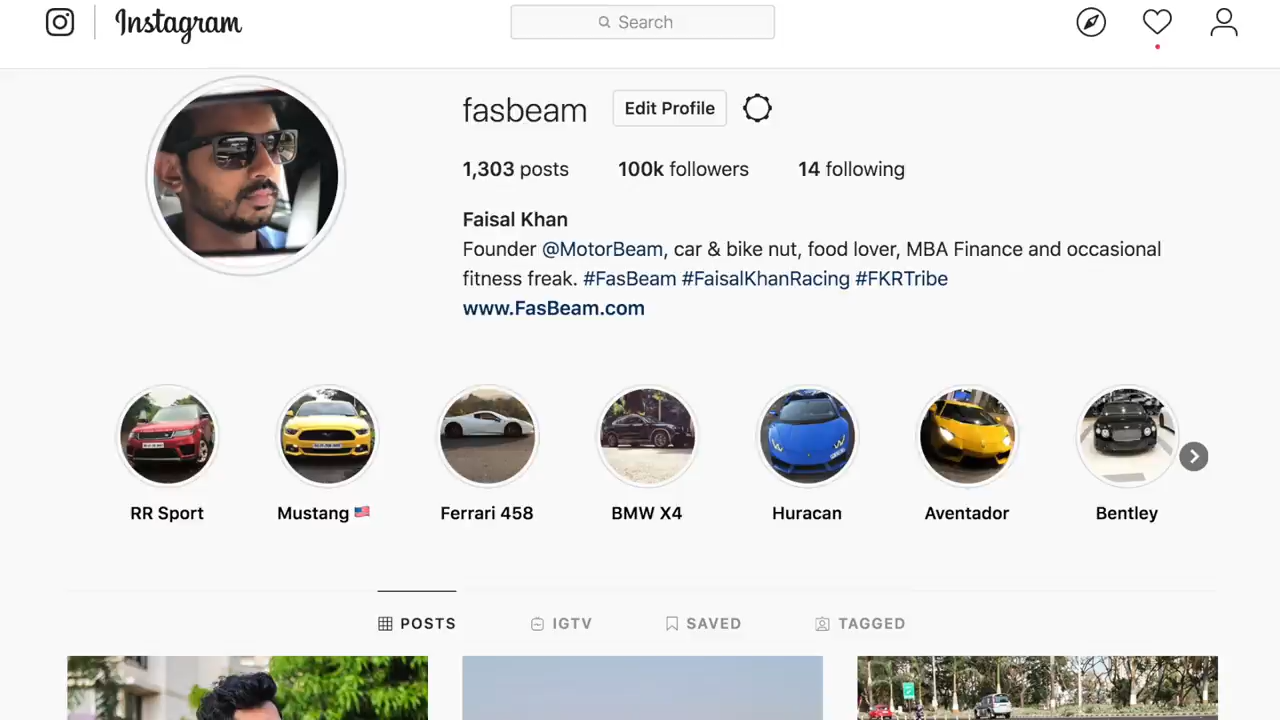 Instagram
Search
fasbeam
Edit Profile
1,303 posts
100k followers
14 following
Faisal Khan
Founder @MotorBeam, car & bike nut, food lover, MBA Finance and occasional
fitness freak. #FasBeam #FaisalKhanRacing #FKRTribe
www.FasBeam.com
RR Sport
Mustang 🇺🇸
Ferrari 458
BMW X4
Huracan
Aventador
Bentley
POSTS
IGTV
SAVED
TAGGED